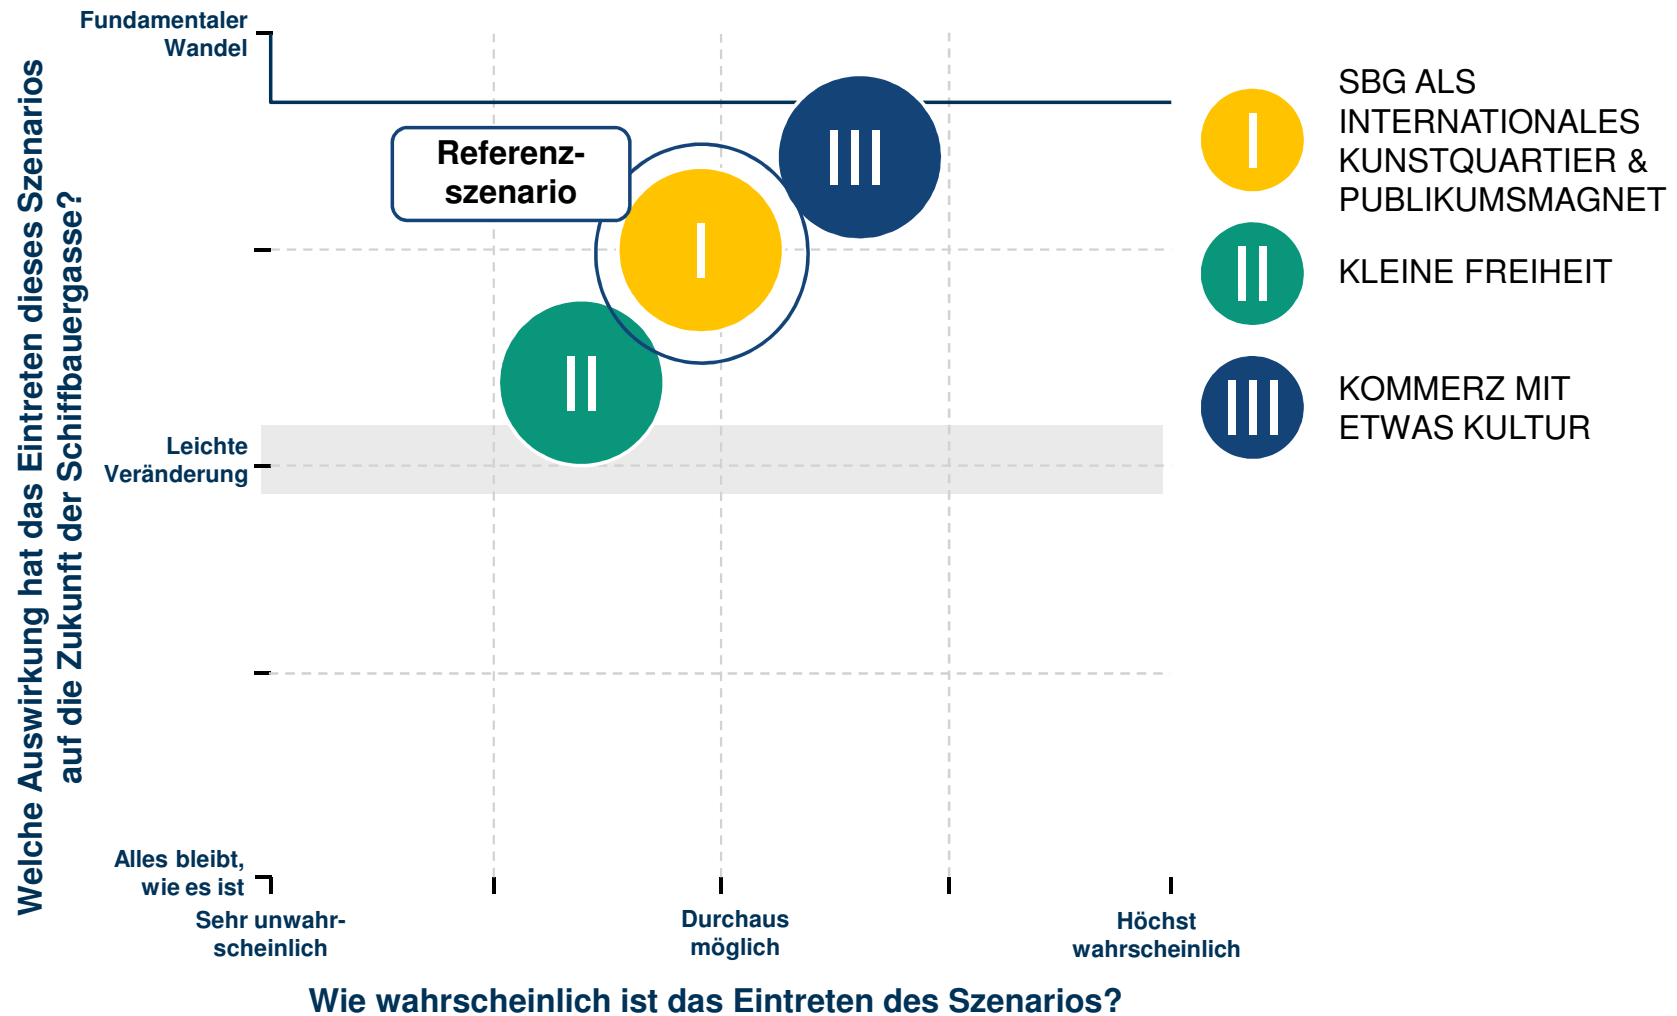 Fundamentaler
Wandel
Welche Auswirkung hat das Eintreten dieses Szenarios
auf die Zukunft der Schiffbauergasse?
Referenz-
szenario
III
I
II
Leichte
Veränderung
Alles bleibt,
wie es ist
Sehr unwahr-
scheinlich
Durchaus
möglich
Höchst
wahrscheinlich
Wie wahrscheinlich ist das Eintreten des Szenarios?
I
SBG ALS
INTERNATIONALES
KUNSTQUARTIER &
PUBLIKUMSMAGNET
II
KLEINE FREIHEIT
III
KOMMERZ MIT
ETWAS KULTUR